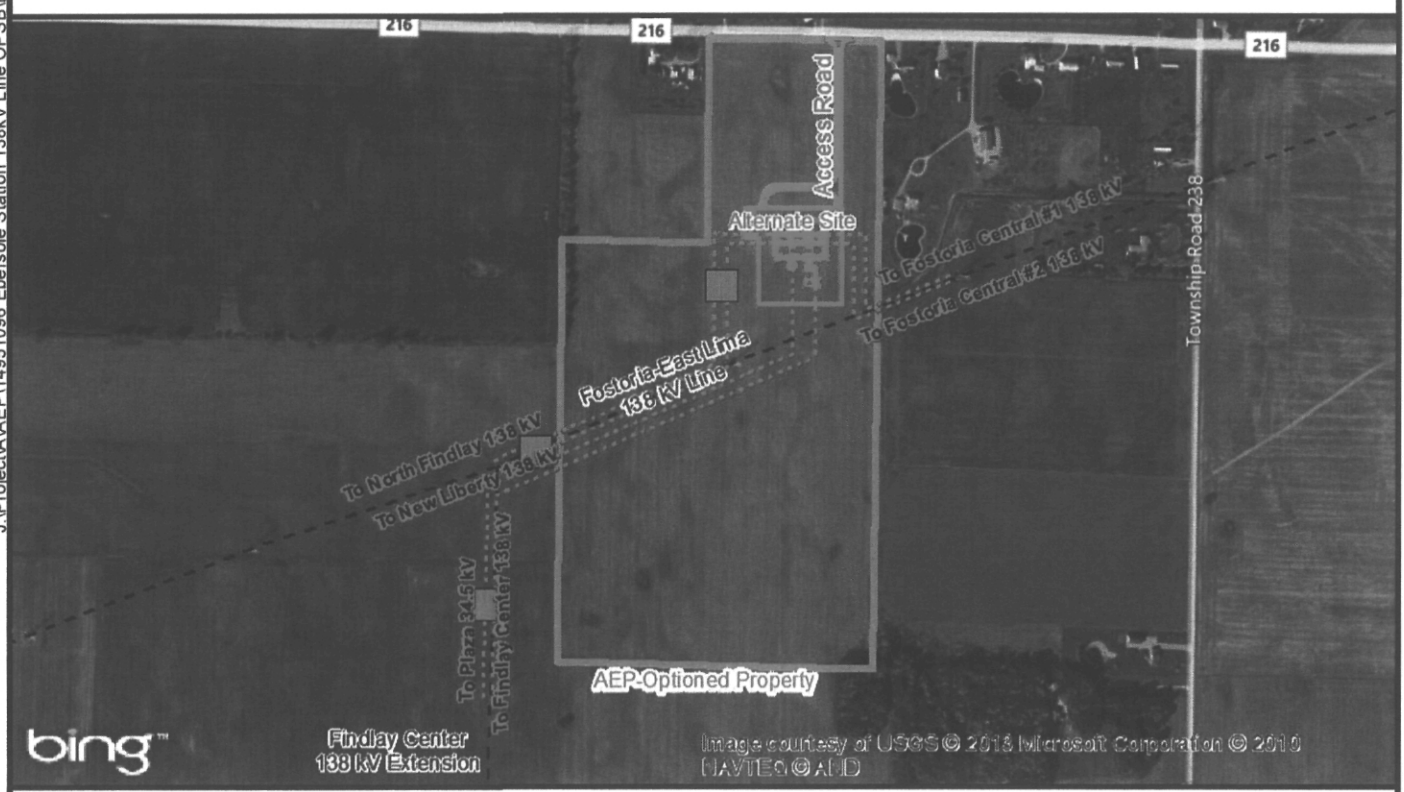 216
216
216
Access Road
Alternate Site
To Fostoria Central #1 138 kV
To Fostoria Central #2 138 kV
Township Road 238
Fostoria-East Lima
138 kV Line
To North Findlay 138 kV
To New Liberty 138 kV
To Plaza 34.5 kV
To Findlay Center 138 kV
AEP-Optioned Property
Findlay Center
138 kV Extension
bing™
Image courtesy of USGS © 2013 Microsoft Corporation © 2010
NAVTEQ © AND